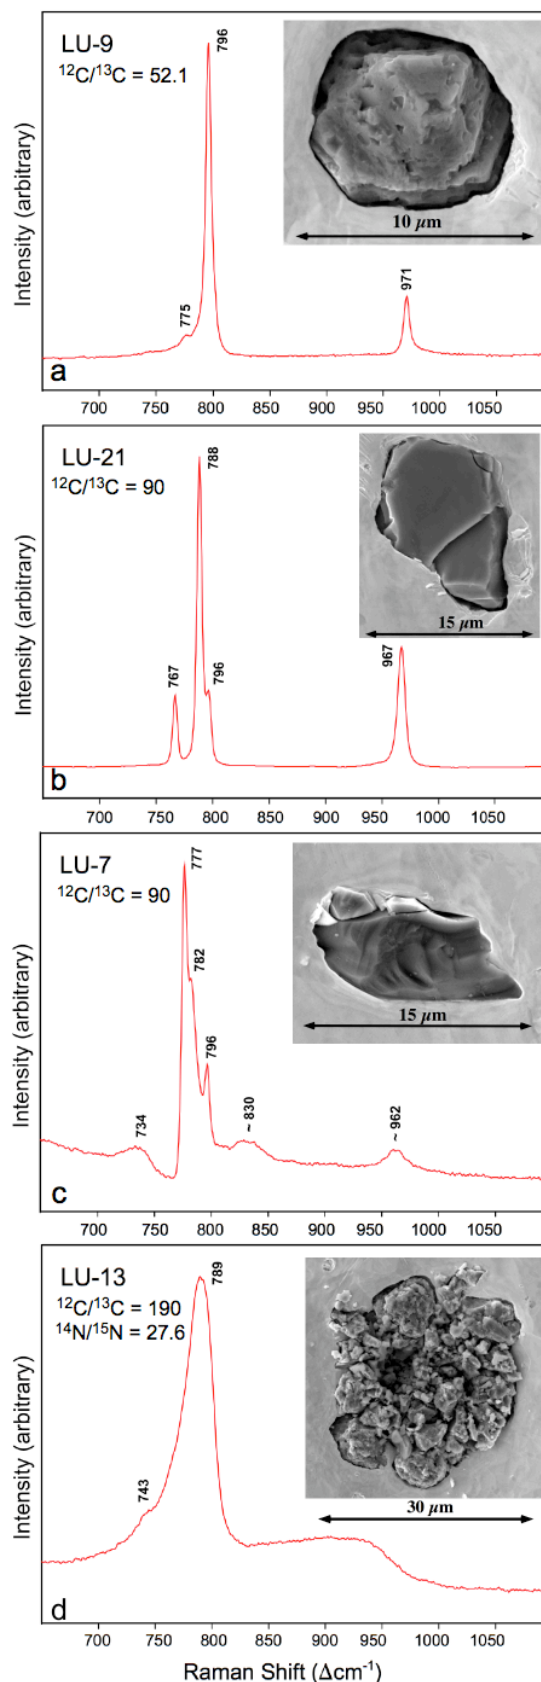 LU-9
¹²C/¹³C = 52.1
796
775
971
10 µm
Intensity (arbitrary)
a
700 750 800 850 900 950 1000 1050
LU-21
¹²C/¹³C = 90
788
767
796
967
15 µm
Intensity (arbitrary)
b
700 750 800 850 900 950 1000 1050
LU-7
¹²C/¹³C = 90
777
782
796
734
~ 830
~ 962
15 µm
Intensity (arbitrary)
c
700 750 800 850 900 950 1000 1050
LU-13
¹²C/¹³C = 190
¹⁴N/¹⁵N = 27.6
789
743
30 µm
Intensity (arbitrary)
d
700 750 800 850 900 950 1000 1050
Raman Shift (Δcm⁻¹)